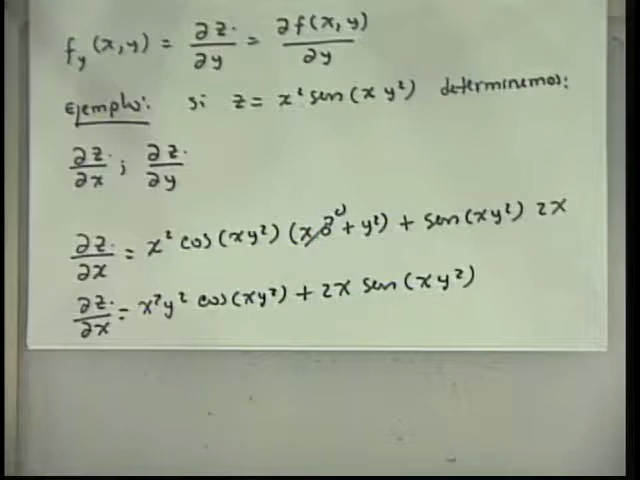 f_y (x, y) = ∂z/∂y = ∂f(x, y)/∂y
Ejemplo: si z = x² sen(x y²) determinemos:
∂z/∂x ; ∂z/∂y
∂z/∂x = x² cos(xy²) (x·0 + y²) + sen(xy²) 2x
∂z/∂x = x²y² cos(xy²) + 2x sen(xy²)